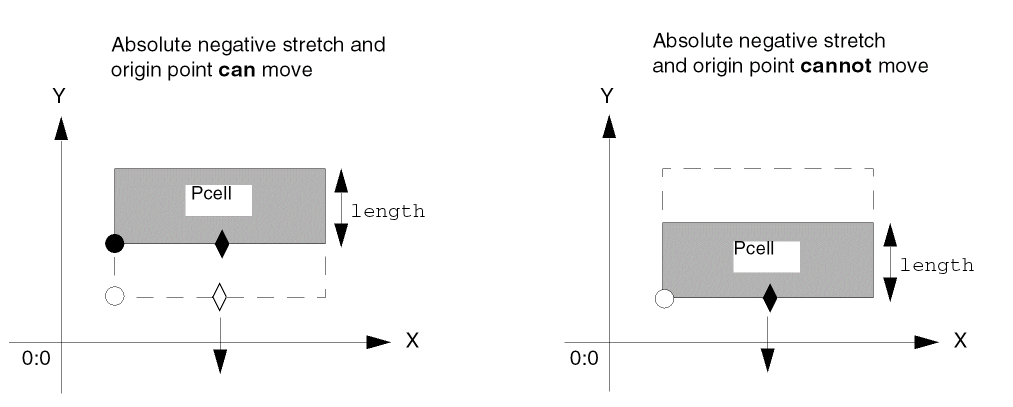 Absolute negative stretch and
origin point can move
Y
Pcell
length
X
0:0
Absolute negative stretch
and origin point cannot move
Y
Pcell
length
X
0:0